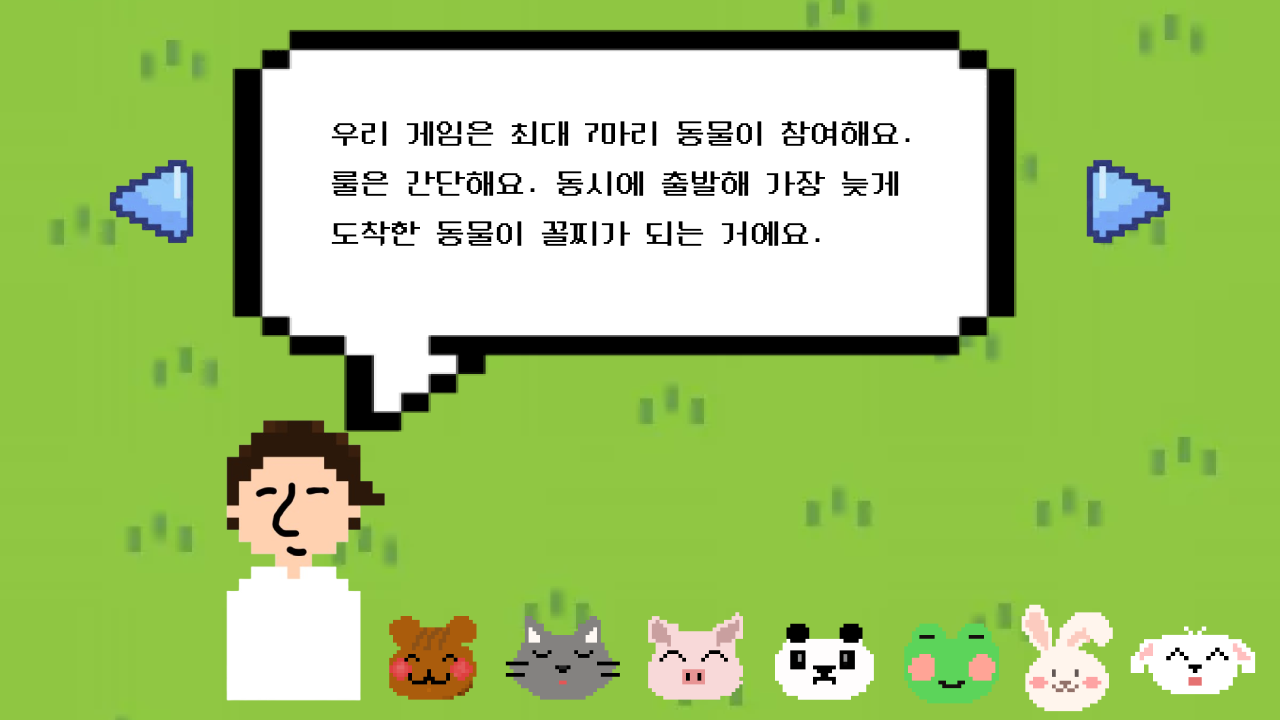 우리 게임은 최대 7마리 동물이 참여해요.
룰은 간단해요. 동시에 출발해 가장 늦게
도착한 동물이 꼴찌가 되는 거에요.